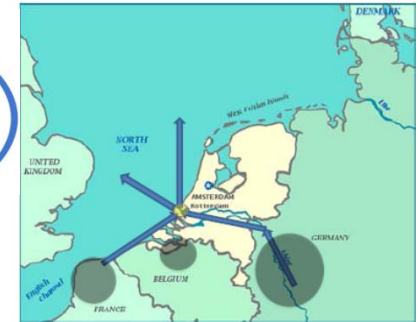 DENMARK
West Frisian Islands
Elbe
NORTH
SEA
UNITED
KINGDOM
AMSTERDAM
Rotterdam
GERMANY
English Channel
BELGIUM
FRANCE